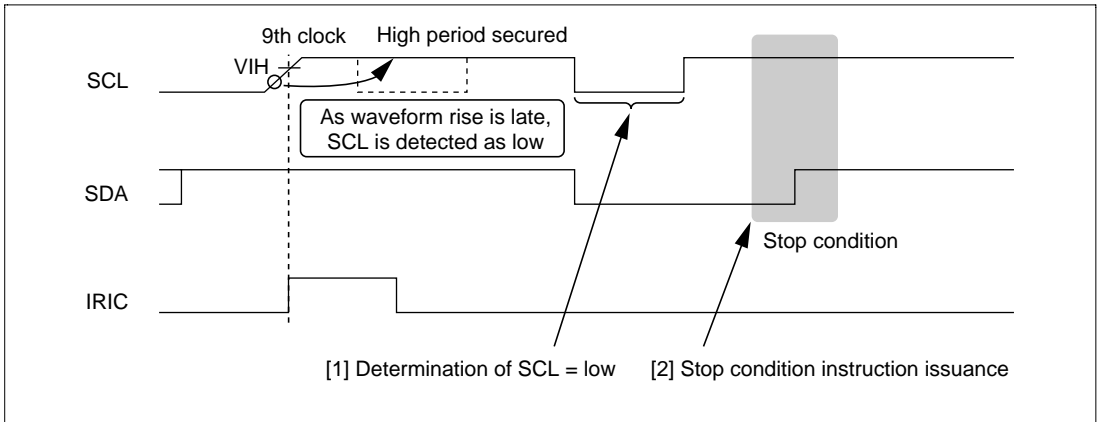 9th clock
High period secured
VIH
SCL
As waveform rise is late,
SCL is detected as low
SDA
Stop condition
IRIC
[1] Determination of SCL = low
[2] Stop condition instruction issuance